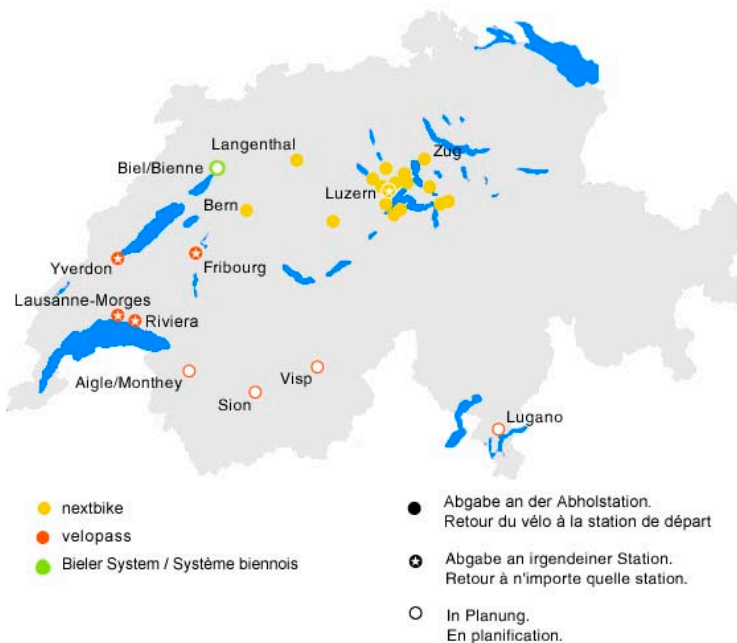 Langenthal
Zug
Biel/Bienne
Luzern
Bern
Yverdon
Fribourg
Lausanne-Morges
Riviera
Aigle/Monthey
Visp
Sion
Lugano
nextbike
velopass
Bieler System / Système biennois
Abgabe an der Abholstation.
Retour du vélo à la station de départ
Abgabe an irgendeiner Station.
Retour à n'importe quelle station.
In Planung.
En planification.